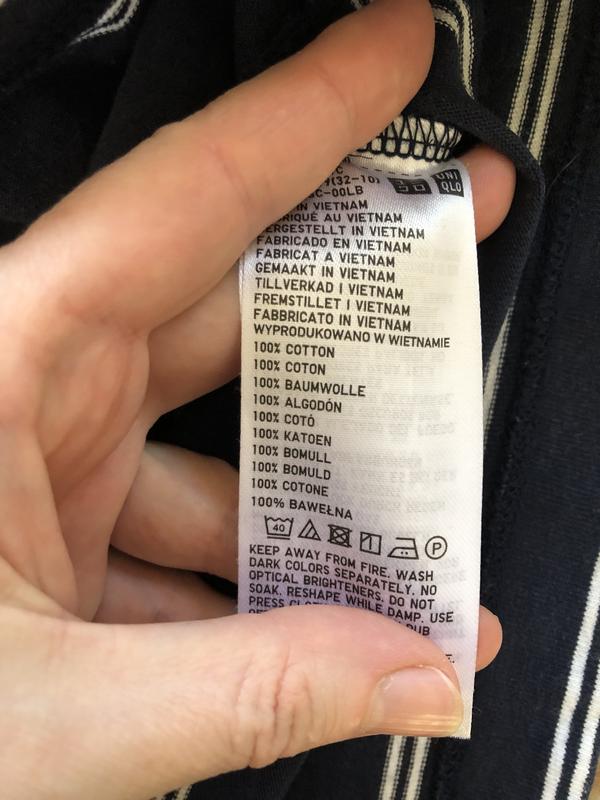 UNI
QLO
IN VIETNAM
VIETNAM
IN VIETNAM
FABRICADO EN VIETNAM
FABRICAT A VIETNAM
GEMAAKT IN VIETNAM
TILLVERKAD I VIETNAM
FREMSTILLET I VIETNAM
FABBRICATO IN VIETNAM
WYPRODUKOWANO W WIETNAMIE
100% COTTON
100% COTON
100% BAUMWOLLE
100% ALGODÓN
100% COTÓ
100% KATOEN
100% BOMULL
100% BOMULD
100% COTONE
100% BAWEŁNA
40 P
KEEP AWAY FROM FIRE. WASH
DARK COLORS SEPARATELY. NO
OPTICAL BRIGHTENERS. DO NOT
SOAK. RESHAPE WHILE DAMP. USE
PRESS